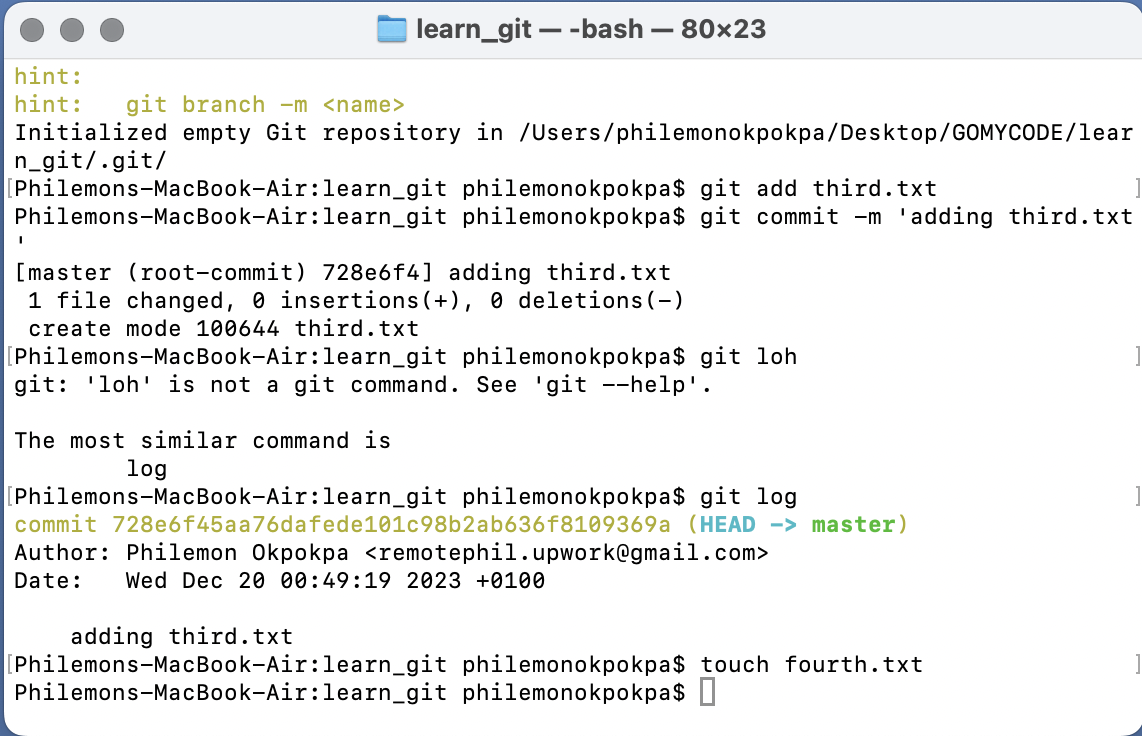 learn_git — -bash — 80×23
hint:
hint:   git branch -m <name>
Initialized empty Git repository in /Users/philemonokpokpa/Desktop/GOMYCODE/lear
n_git/.git/
[Philemons-MacBook-Air:learn_git philemonokpokpa$ git add third.txt ]
Philemons-MacBook-Air:learn_git philemonokpokpa$ git commit -m 'adding third.txt
'
[master (root-commit) 728e6f4] adding third.txt
 1 file changed, 0 insertions(+), 0 deletions(-)
 create mode 100644 third.txt
[Philemons-MacBook-Air:learn_git philemonokpokpa$ git loh ]
git: 'loh' is not a git command. See 'git --help'.

The most similar command is
        log
[Philemons-MacBook-Air:learn_git philemonokpokpa$ git log ]
commit 728e6f45aa76dafede101c98b2ab636f8109369a (HEAD -> master)
Author: Philemon Okpokpa <remotephil.upwork@gmail.com>
Date:   Wed Dec 20 00:49:19 2023 +0100

    adding third.txt
[Philemons-MacBook-Air:learn_git philemonokpokpa$ touch fourth.txt ]
Philemons-MacBook-Air:learn_git philemonokpokpa$